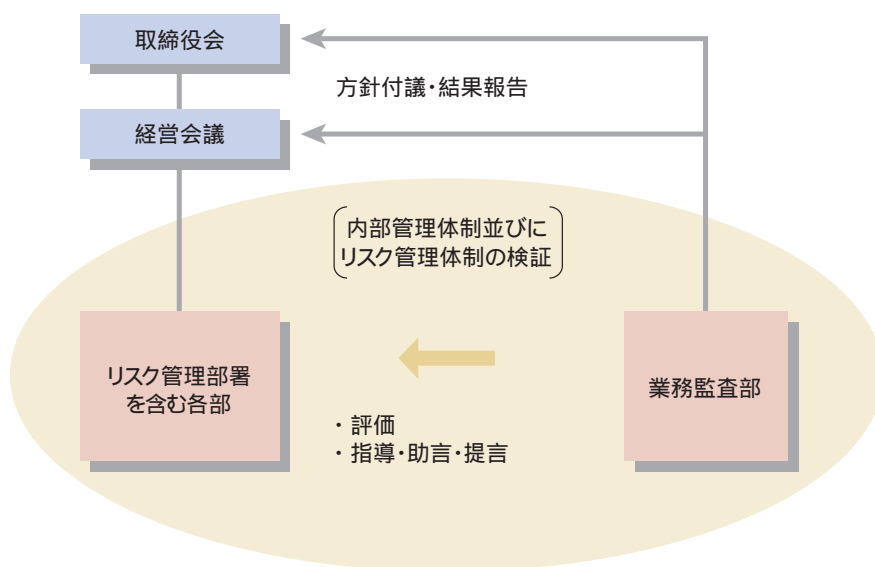 取締役会
方針付議・結果報告
経営会議
内部管理体制並びに
リスク管理体制の検証
リスク管理部署
を含む各部
業務監査部
・評価
・指導・助言・提言